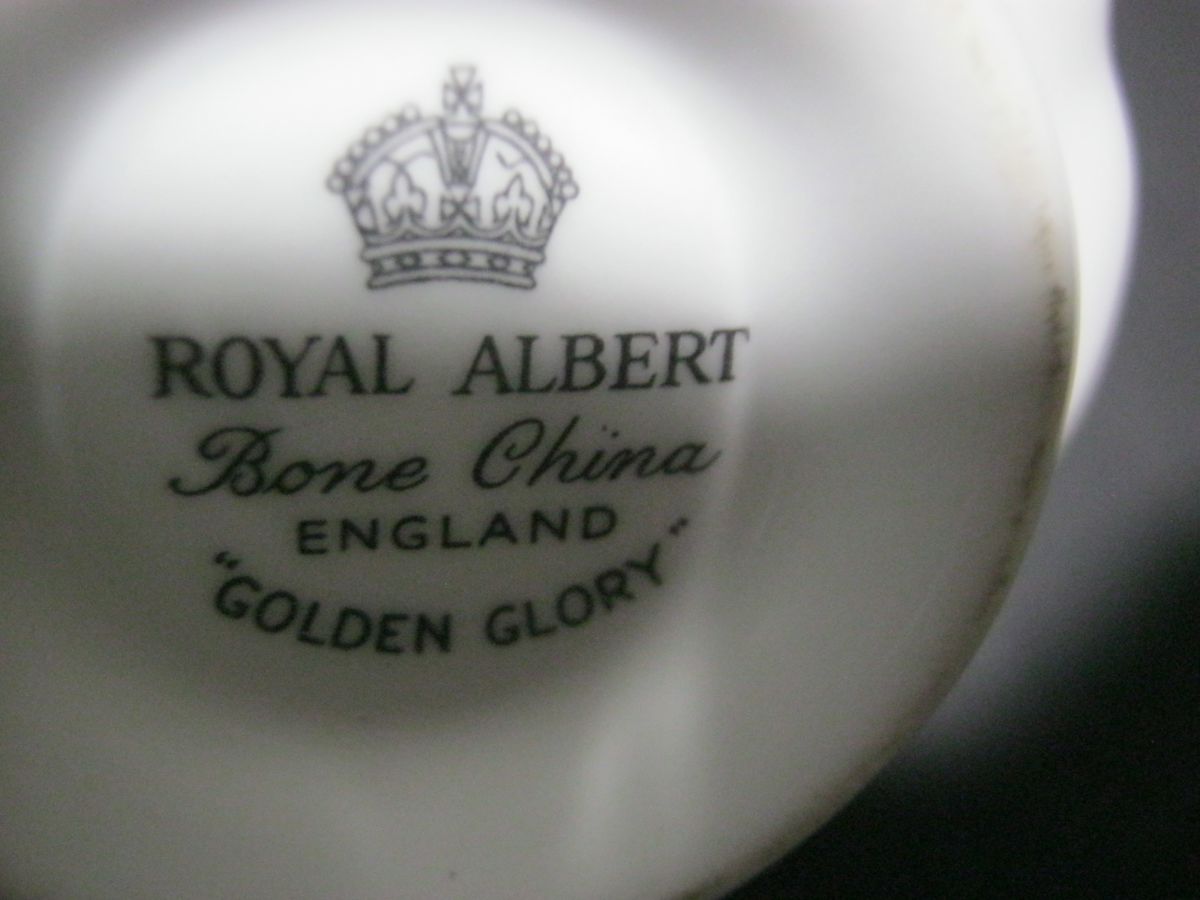 ROYAL ALBERT
Bone China
ENGLAND
"GOLDEN GLORY"